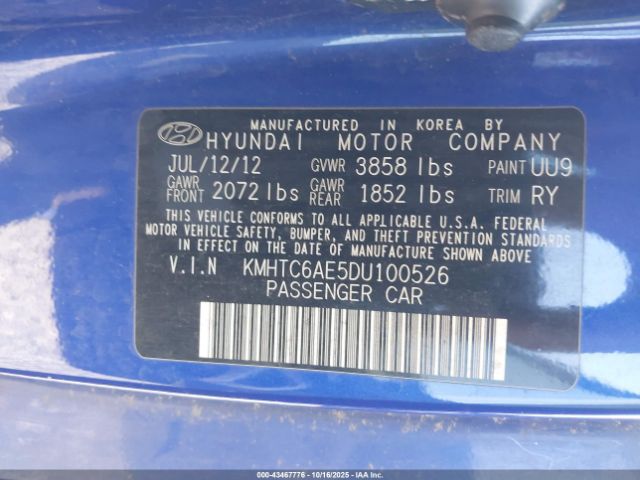 MANUFACTURED IN KOREA BY
HYUNDAI MOTOR COMPANY
JUL/12/12 GVWR 3858 lbs PAINT UU9
GAWR FRONT 2072 lbs GAWR REAR 1852 lbs TRIM RY
THIS VEHICLE CONFORMS TO ALL APPLICABLE U.S.A. FEDERAL
MOTOR VEHICLE SAFETY, BUMPER, AND THEFT PREVENTION STANDARDS
IN EFFECT ON THE DATE OF MANUFACTURE SHOWN ABOVE
V.I.N KMHTC6AE5DU100526
PASSENGER CAR
000-43467776 - 10/16/2025 - www.iaai.com